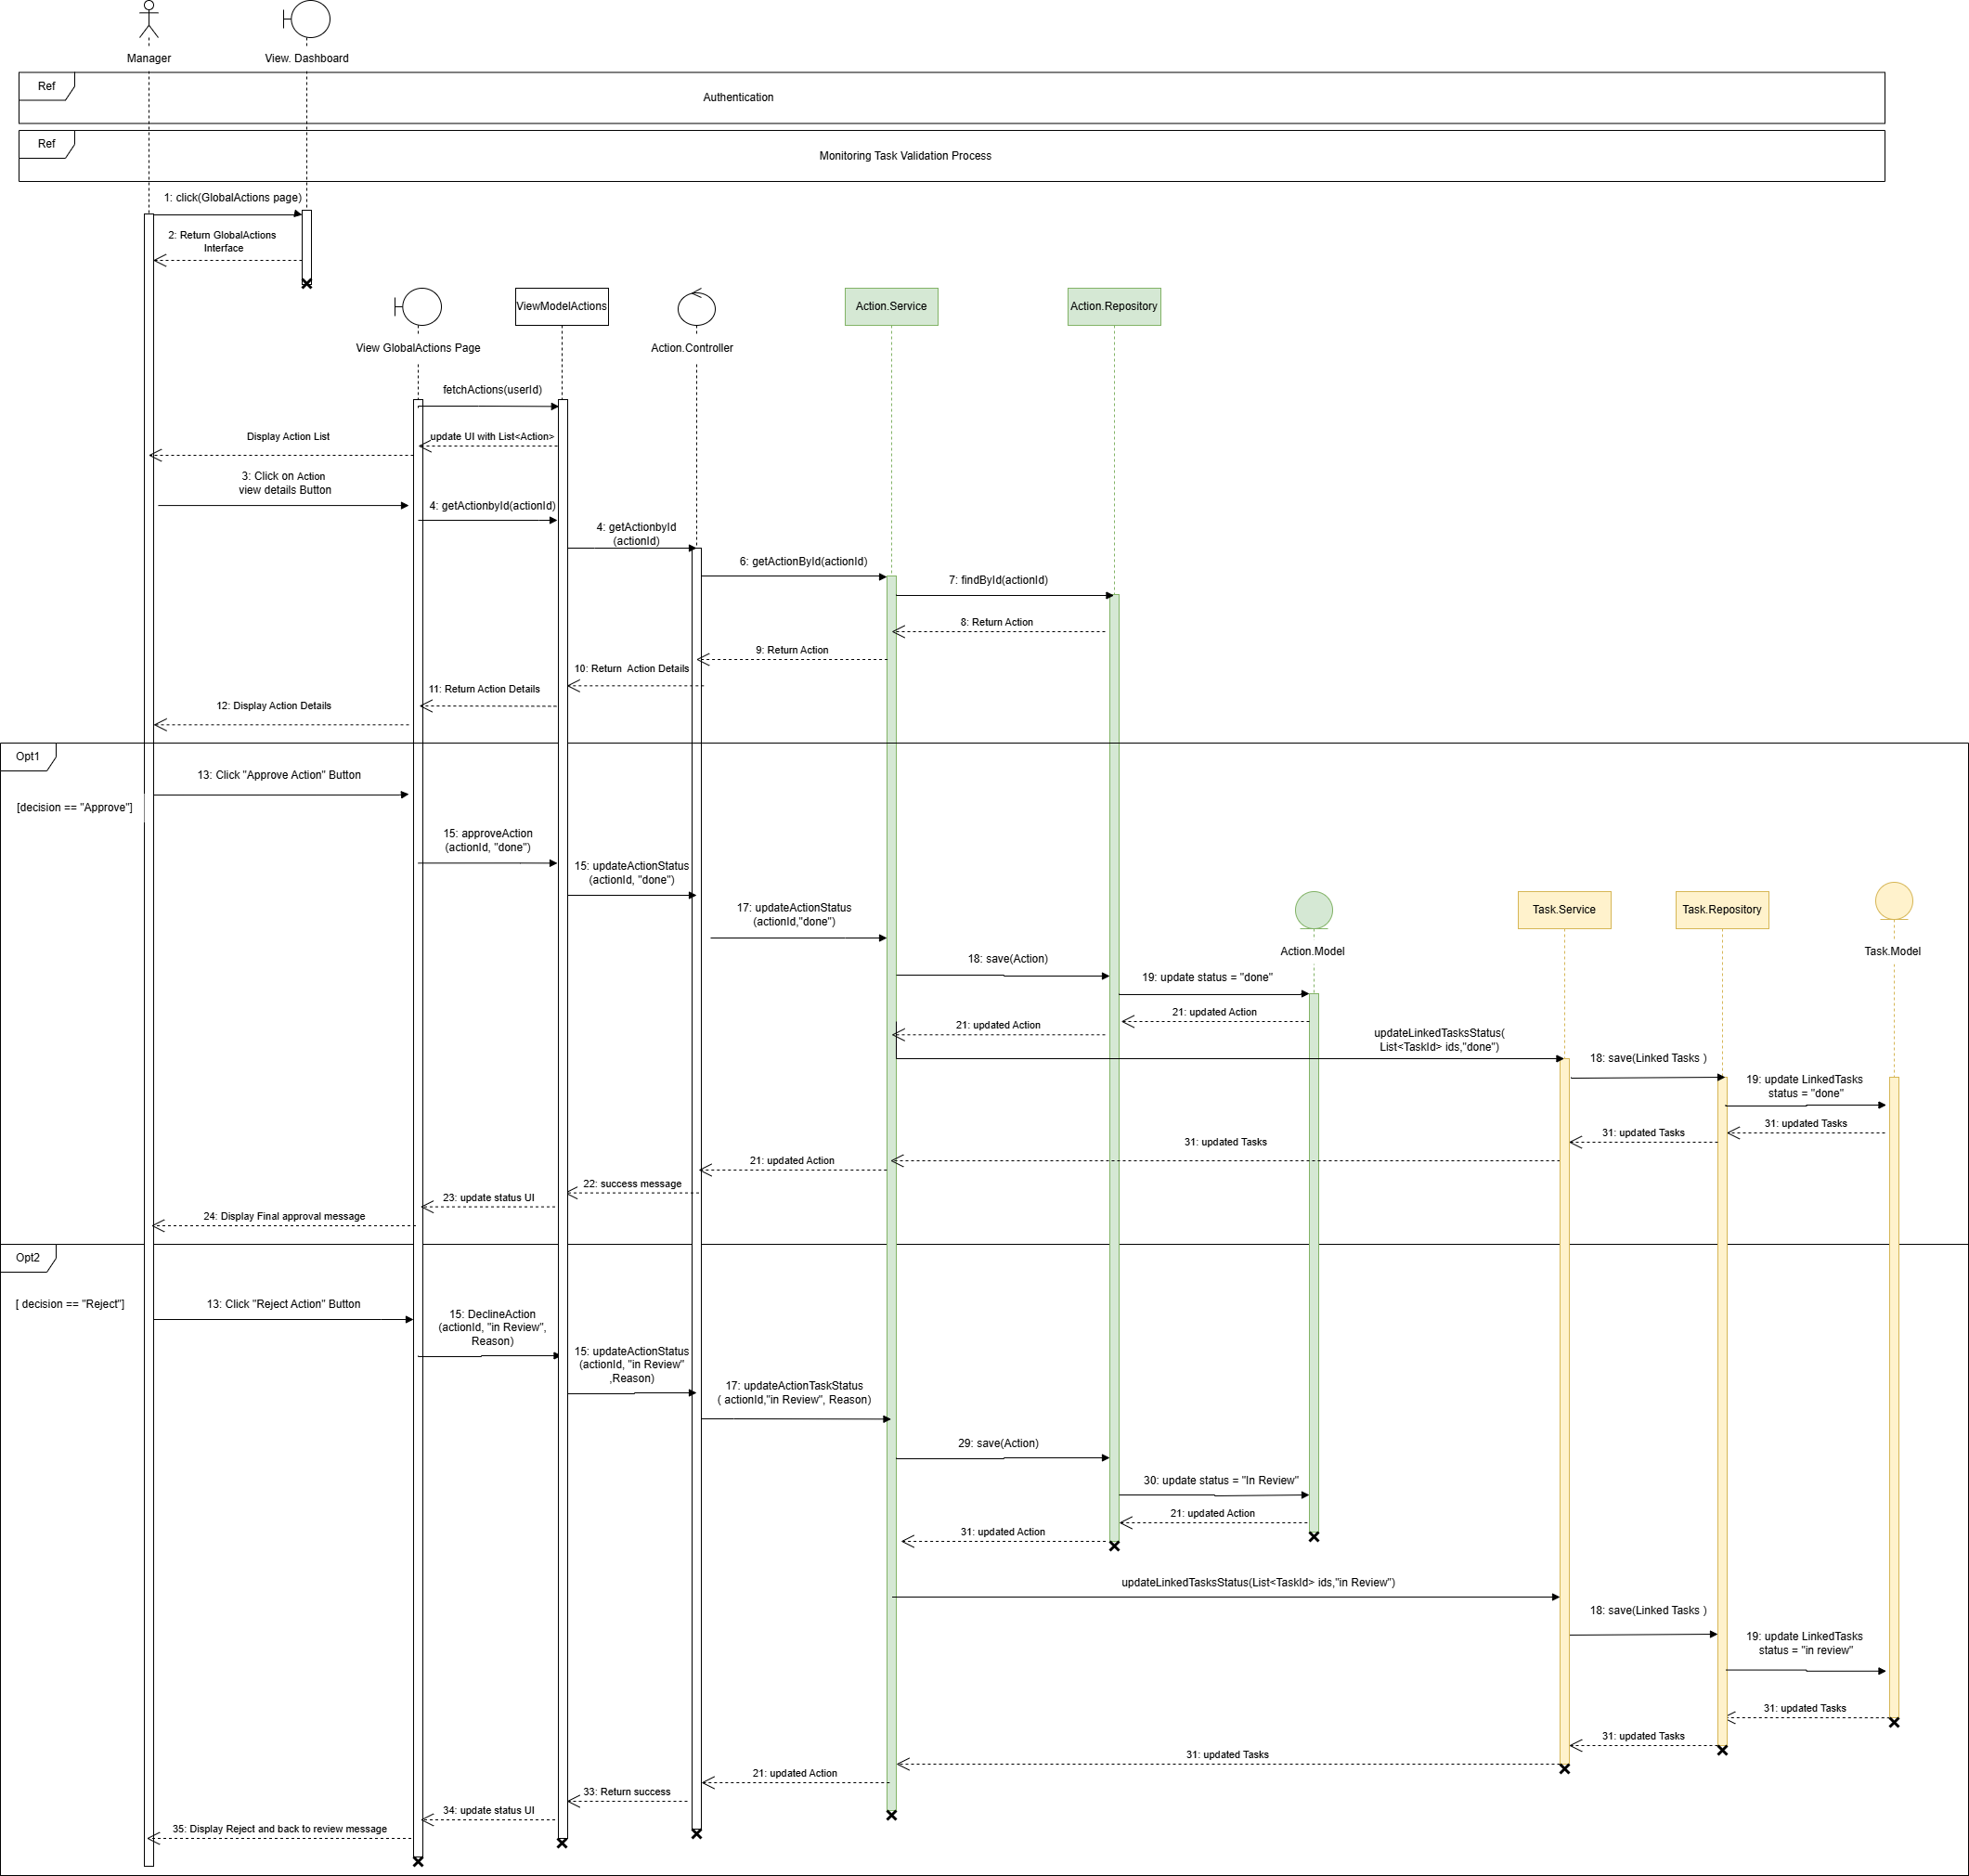 Manager
View. Dashboard
Ref
Authentication
Ref
Monitoring Task Validation Process
1: click(GlobalActions page)
2: Return GlobalActions
Interface
ViewModelActions
Action.Service
Action.Repository
View GlobalActions Page
Action.Controller
fetchActions(userId)
Display Action List
update UI with List<Action>
3: Click on Action
view details Button
4: getActionbyId(actionId)
4: getActionbyId
(actionId)
6: getActionById(actionId)
7: findById(actionId)
8: Return Action
9: Return Action
10: Return  Action Details
11: Return Action Details
12: Display Action Details
Opt1
13: Click "Approve Action" Button
[decision == "Approve"]
15: approveAction
(actionId, "done")
15: updateActionStatus
(actionId, "done")
17: updateActionStatus
(actionId,"done")
Task.Service
Task.Repository
Action.Model
Task.Model
18: save(Action)
19: update status = "done"
21: updated Action
21: updated Action
updateLinkedTasksStatus(
List<TaskId> ids,"done")
18: save(Linked Tasks )
19: update LinkedTasks
status = "done"
31: updated Tasks
31: updated Tasks
31: updated Tasks
21: updated Action
22: success message
23: update status UI
24: Display Final approval message
Opt2
[ decision == "Reject"]
13: Click "Reject Action" Button
15: DeclineAction
(actionId, "in Review",
Reason)
15: updateActionStatus
(actionId, "in Review"
,Reason)
17: updateActionTaskStatus
( actionId,"in Review", Reason)
29: save(Action)
30: update status = "In Review"
21: updated Action
31: updated Action
updateLinkedTasksStatus(List<TaskId> ids,"in Review")
18: save(Linked Tasks )
19: update LinkedTasks
status = "in review"
31: updated Tasks
31: updated Tasks
31: updated Tasks
21: updated Action
33: Return success
34: update status UI
35: Display Reject and back to review message